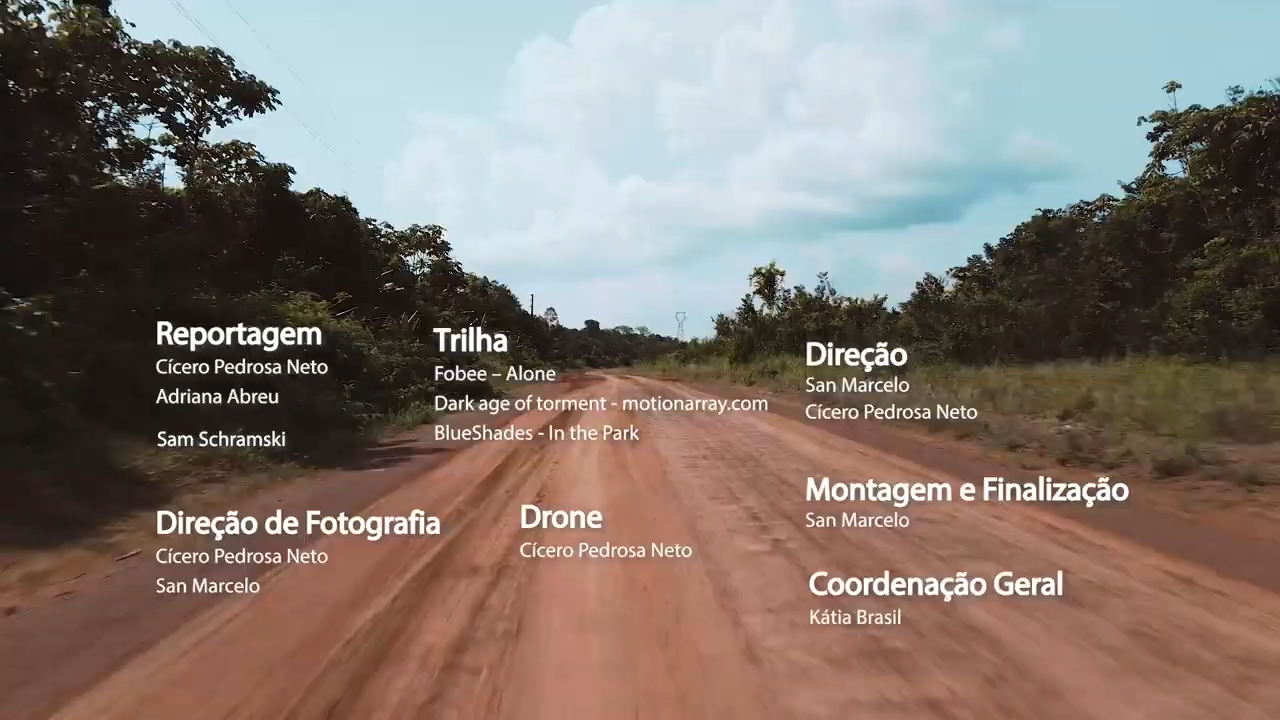 Reportagem
Cícero Pedrosa Neto
Adriana Abreu
Sam Schramski
Trilha
Fobee – Alone
Dark age of torment - motionarray.com
BlueShades - In the Park
Direção
San Marcelo
Cícero Pedrosa Neto
Direção de Fotografia
Cícero Pedrosa Neto
San Marcelo
Drone
Cícero Pedrosa Neto
Montagem e Finalização
San Marcelo
Coordenação Geral
Kátia Brasil